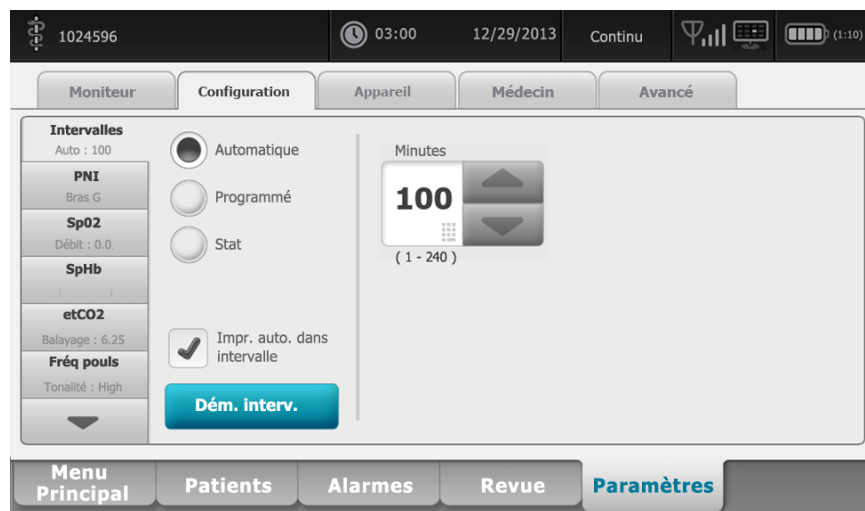 1024596
03:00
12/29/2013
Continu
(1:10)
Moniteur
Configuration
Appareil
Médecin
Avancé
Intervalles
Auto : 100
PNI
Bras G
Sp02
Débit : 0.0.
SpHb
: :
etCO2
Balayage : 6.25
Fréq pouls
Tonalité : High
Automatique
Programmé
Stat
Impr. auto. dans
intervalle
Dém. interv.
Minutes
100
( 1 - 240 )
Menu
Principal
Patients
Alarmes
Revue
Paramètres